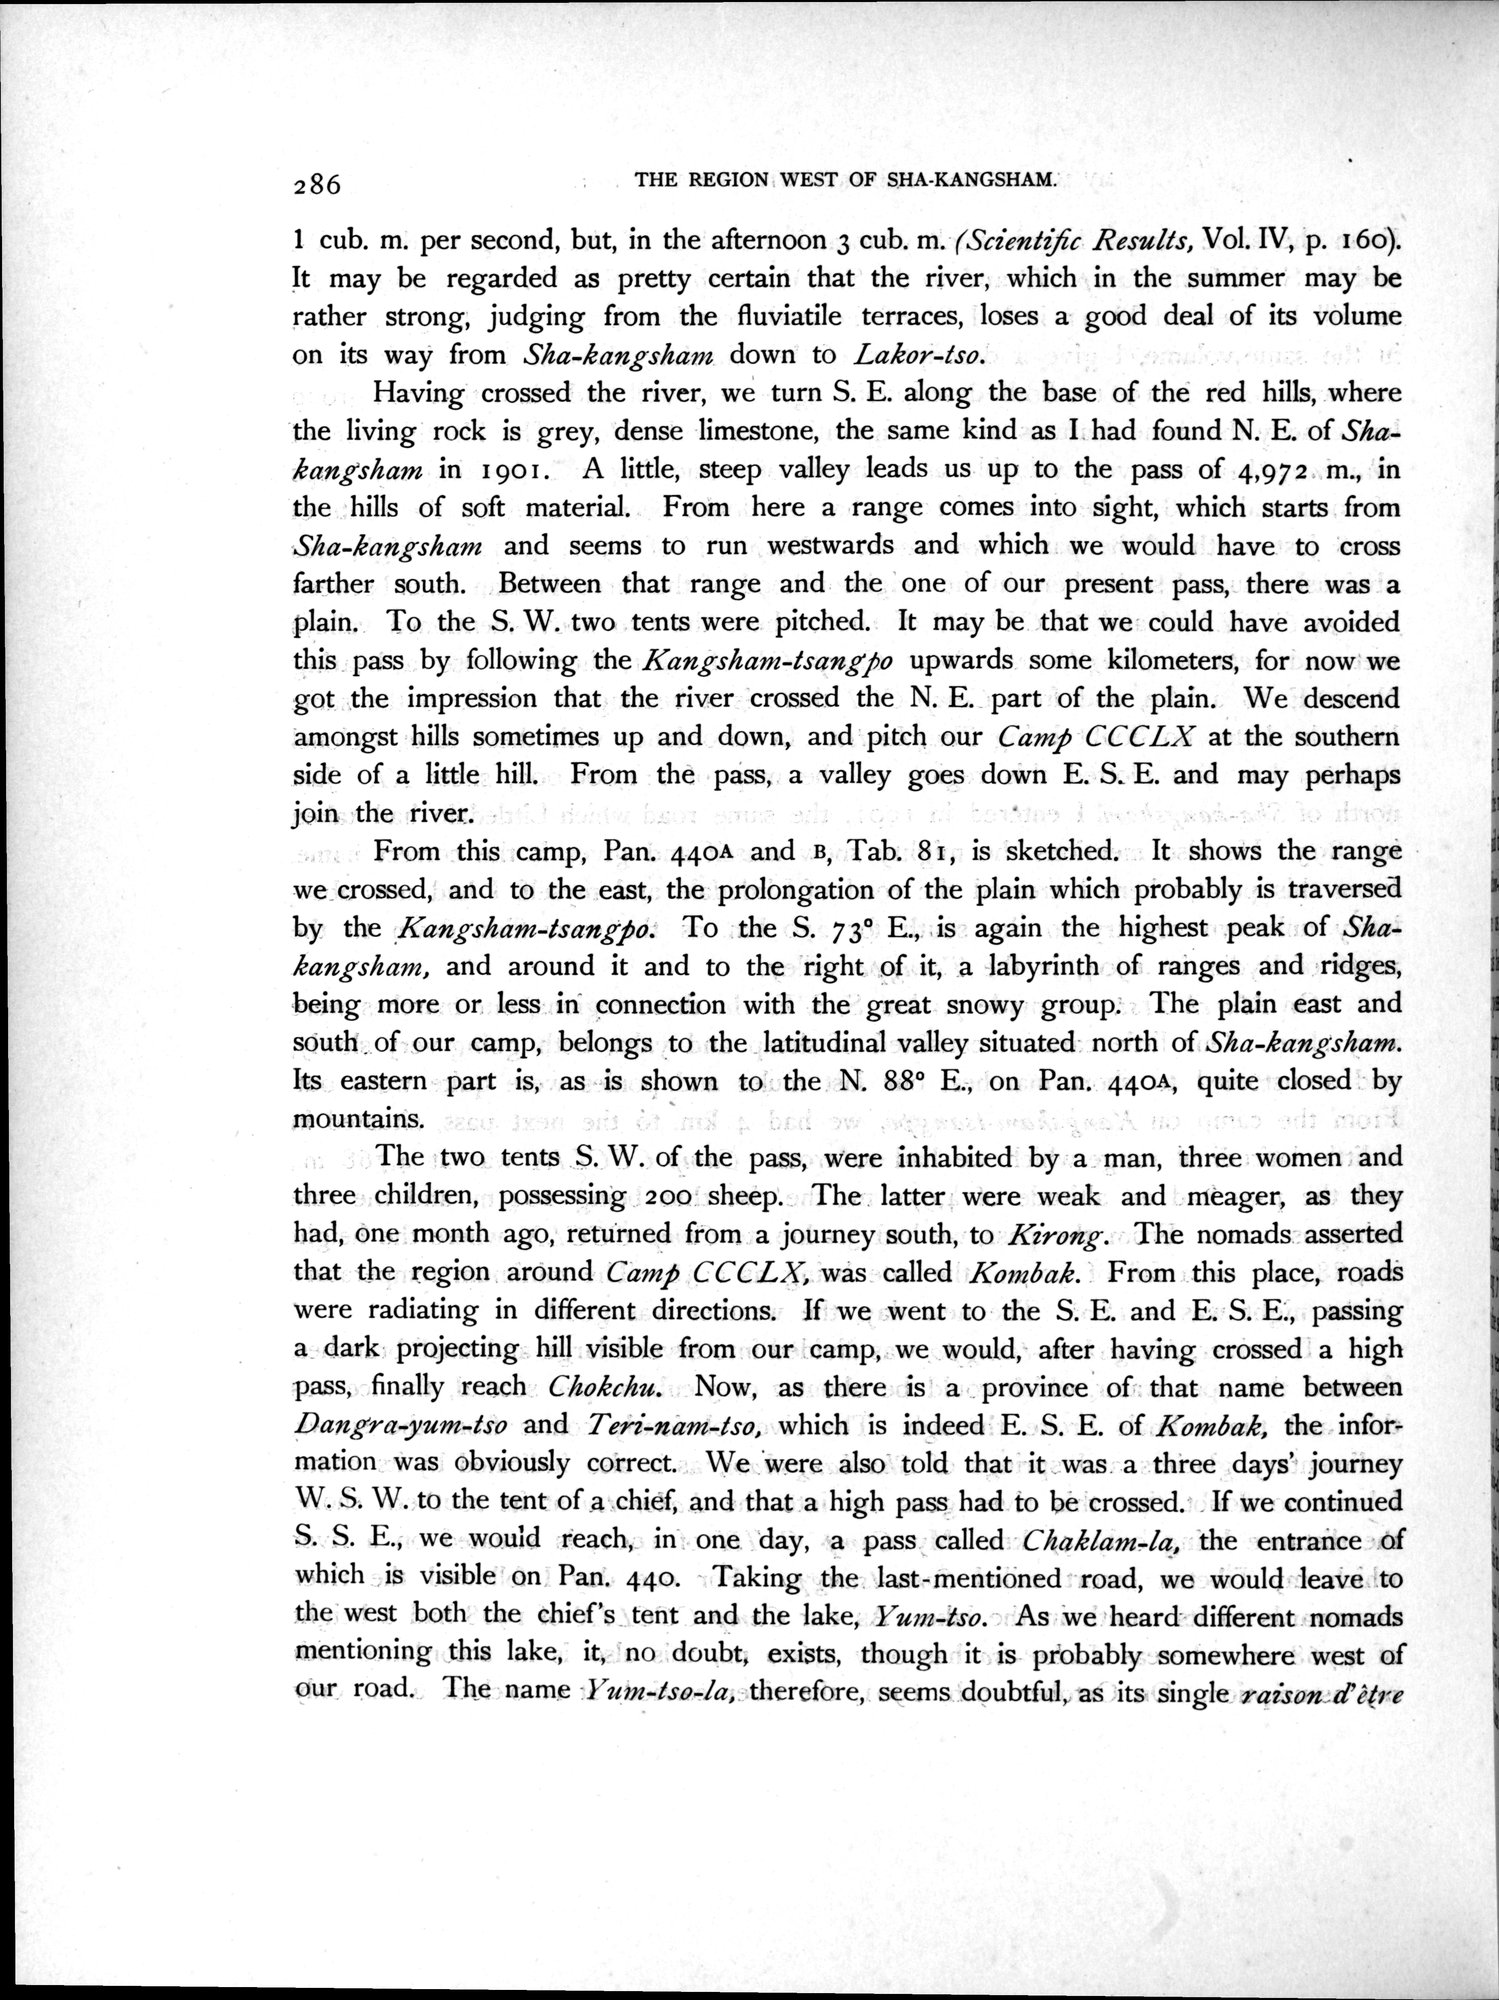 286
THE REGION WEST OF SHA-KANGSHAM.
1 cub. m. per second, but, in the afternoon 3 cub. m. (Scientific Results, Vol. IV, p. 160).
It may be regarded as pretty certain that the river, which in the summer may be
rather strong, judging from the fluviatile terraces, loses a good deal of its volume
on its way from Sha-kangsham down to Lakor-tso.
Having crossed the river, we turn S. E. along the base of the red hills, where
the living rock is grey, dense limestone, the same kind as I had found N. E. of Sha-
kangsham in 1901. A little, steep valley leads us up to the pass of 4,972 m., in
the hills of soft material. From here a range comes into sight, which starts from
Sha-kangsham and seems to run westwards and which we would have to cross
farther south. Between that range and the one of our present pass, there was a
plain. To the S. W. two tents were pitched. It may be that we could have avoided
this pass by following the Kangsham-tsangpo upwards some kilometers, for now we
got the impression that the river crossed the N. E. part of the plain. We descend
amongst hills sometimes up and down, and pitch our Camp CCCLX at the southern
side of a little hill. From the pass, a valley goes down E. S. E. and may perhaps
join the river.
From this camp, Pan. 440A and B, Tab. 81, is sketched. It shows the range
we crossed, and to the east, the prolongation of the plain which probably is traversed
by the Kangsham-tsangpo. To the S. 73° E., is again the highest peak of Sha-
kangsham, and around it and to the right of it, a labyrinth of ranges and ridges,
being more or less in connection with the great snowy group. The plain east and
south of our camp, belongs to the latitudinal valley situated north of Sha-kangsham.
Its eastern part is, as is shown to the N. 88° E., on Pan. 440A, quite closed by
mountains.
The two tents S. W. of the pass, were inhabited by a man, three women and
three children, possessing 200 sheep. The latter were weak and meager, as they
had, one month ago, returned from a journey south, to Kirong. The nomads asserted
that the region around Camp CCCLX, was called Kombak. From this place, roads
were radiating in different directions. If we went to the S. E. and E. S. E., passing
a dark projecting hill visible from our camp, we would, after having crossed a high
pass, finally reach Chokchu. Now, as there is a province of that name between
Dangra-yum-tso and Teri-nam-tso, which is indeed E. S. E. of Kombak, the infor-
mation was obviously correct. We were also told that it was a three days' journey
W. S. W. to the tent of a chief, and that a high pass had to be crossed. If we continued
S. S. E., we would reach, in one day, a pass called Chaklam-la, the entrance of
which is visible on Pan. 440. Taking the last-mentioned road, we would leave to
the west both the chief's tent and the lake, Yum-tso. As we heard different nomads
mentioning this lake, it, no doubt, exists, though it is probably somewhere west of
our road. The name Yum-tso-la, therefore, seems doubtful, as its single raison d'être